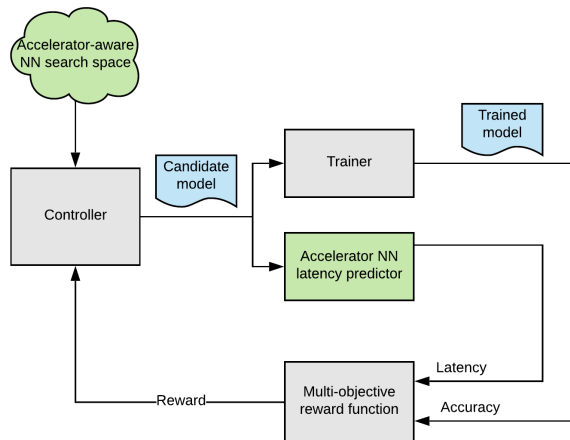 Accelerator-aware
NN search space
Trained
model
Candidate
model
Trainer
Controller
Accelerator NN
latency predictor
Latency
Multi-objective
reward function
Reward
Accuracy